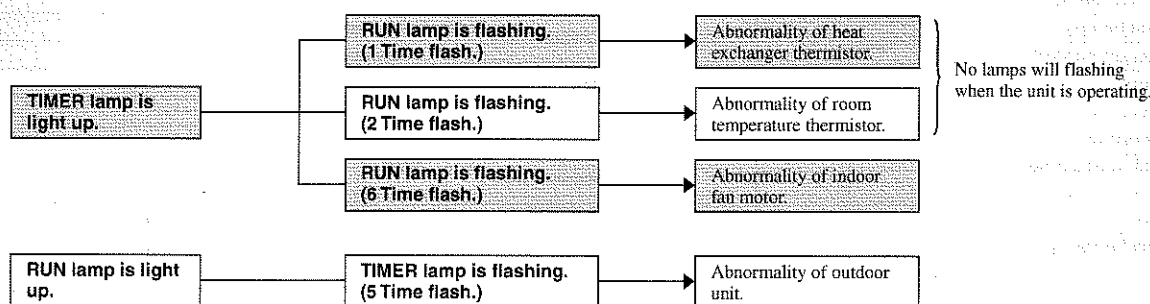 RUN lamp is flashing.
(1 Time flash.)
Abnormality of heat
exchanger thermistor.
No lamps will flashing
when the unit is operating.
TIMER lamp is
light up.
RUN lamp is flashing.
(2 Time flash.)
Abnormality of room
temperature thermistor.
RUN lamp is flashing.
(6 Time flash.)
Abnormality of indoor
fan motor.
RUN lamp is light
up.
TIMER lamp is flashing.
(5 Time flash.)
Abnormality of outdoor
unit.